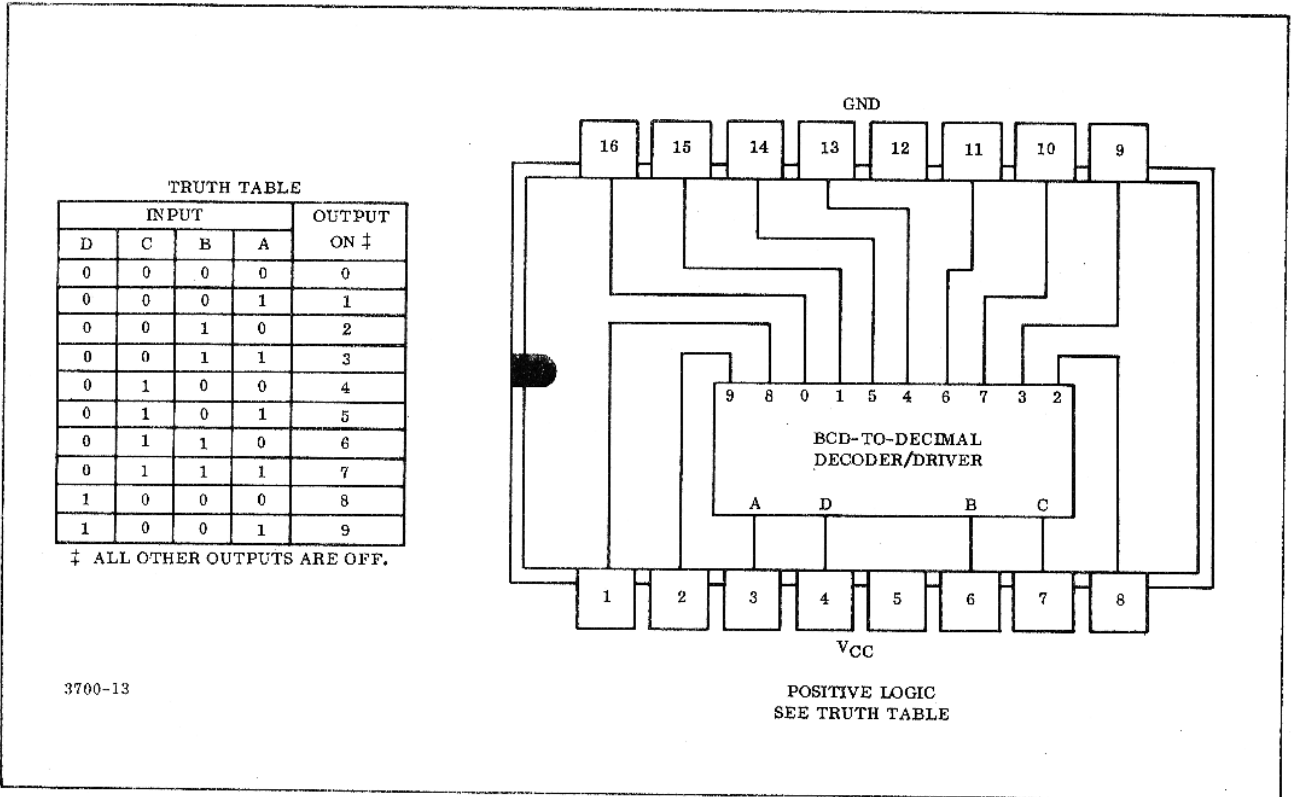 TRUTH TABLE
INPUT OUTPUT ON ‡
D C B A
0 0 0 0 0
0 0 0 1 1
0 0 1 0 2
0 0 1 1 3
0 1 0 0 4
0 1 0 1 5
0 1 1 0 6
0 1 1 1 7
1 0 0 0 8
1 0 0 1 9
‡ ALL OTHER OUTPUTS ARE OFF.
3700-13
GND
16 15 14 13 12 11 10 9
9 8 0 1 5 4 6 7 3 2
BCD-TO-DECIMAL
DECODER/DRIVER
A D B C
1 2 3 4 5 6 7 8
VCC
POSITIVE LOGIC
SEE TRUTH TABLE